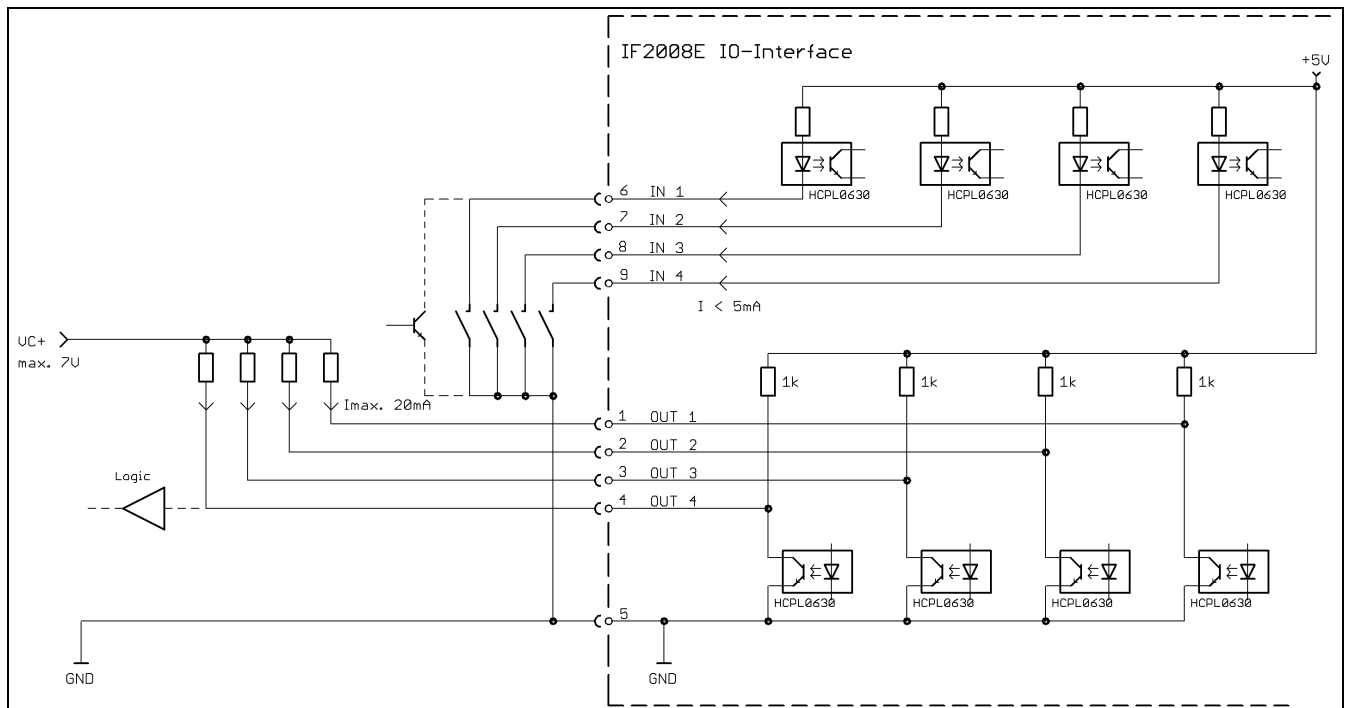 IF2008E IO-Interface
+5V
HCPL0630
HCPL0630
HCPL0630
HCPL0630
6 IN 1
7 IN 2
8 IN 3
9 IN 4
I < 5mA
VC+
max. 7V
Imax. 20mA
1k
1k
1k
1k
1 OUT 1
2 OUT 2
3 OUT 3
4 OUT 4
Logic
HCPL0630
HCPL0630
HCPL0630
HCPL0630
5
GND
GND